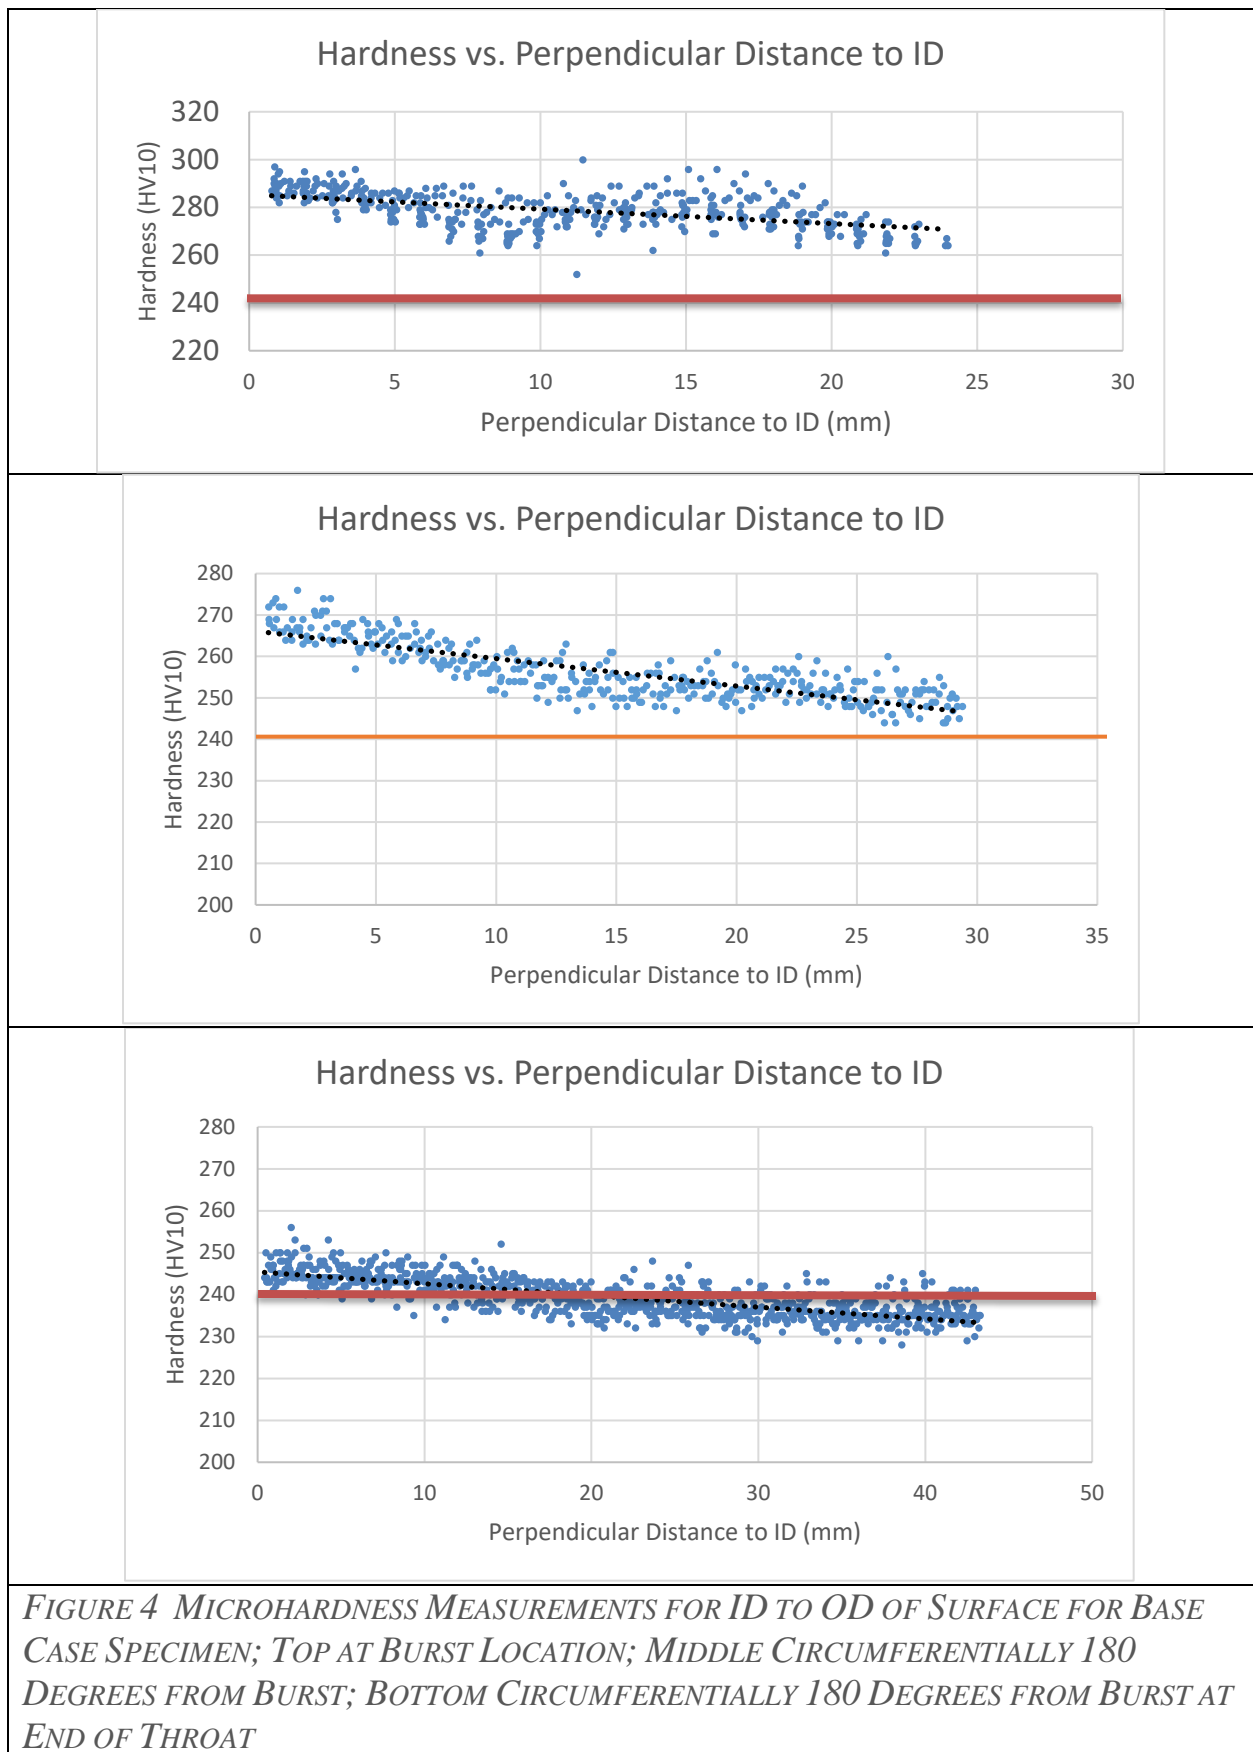 Hardness vs. Perpendicular Distance to ID
Hardness (HV10)
320
300
280
260
240
220
0 5 10 15 20 25 30
Perpendicular Distance to ID (mm)
Hardness vs. Perpendicular Distance to ID
Hardness (HV10)
280
270
260
250
240
230
220
210
200
0 5 10 15 20 25 30 35
Perpendicular Distance to ID (mm)
Hardness vs. Perpendicular Distance to ID
Hardness (HV10)
280
270
260
250
240
230
220
210
200
0 10 20 30 40 50
Perpendicular Distance to ID (mm)
FIGURE 4 MICROHARDNESS MEASUREMENTS FOR ID TO OD OF SURFACE FOR BASE
CASE SPECIMEN; TOP AT BURST LOCATION; MIDDLE CIRCUMFERENTIALLY 180
DEGREES FROM BURST; BOTTOM CIRCUMFERENTIALLY 180 DEGREES FROM BURST AT
END OF THROAT